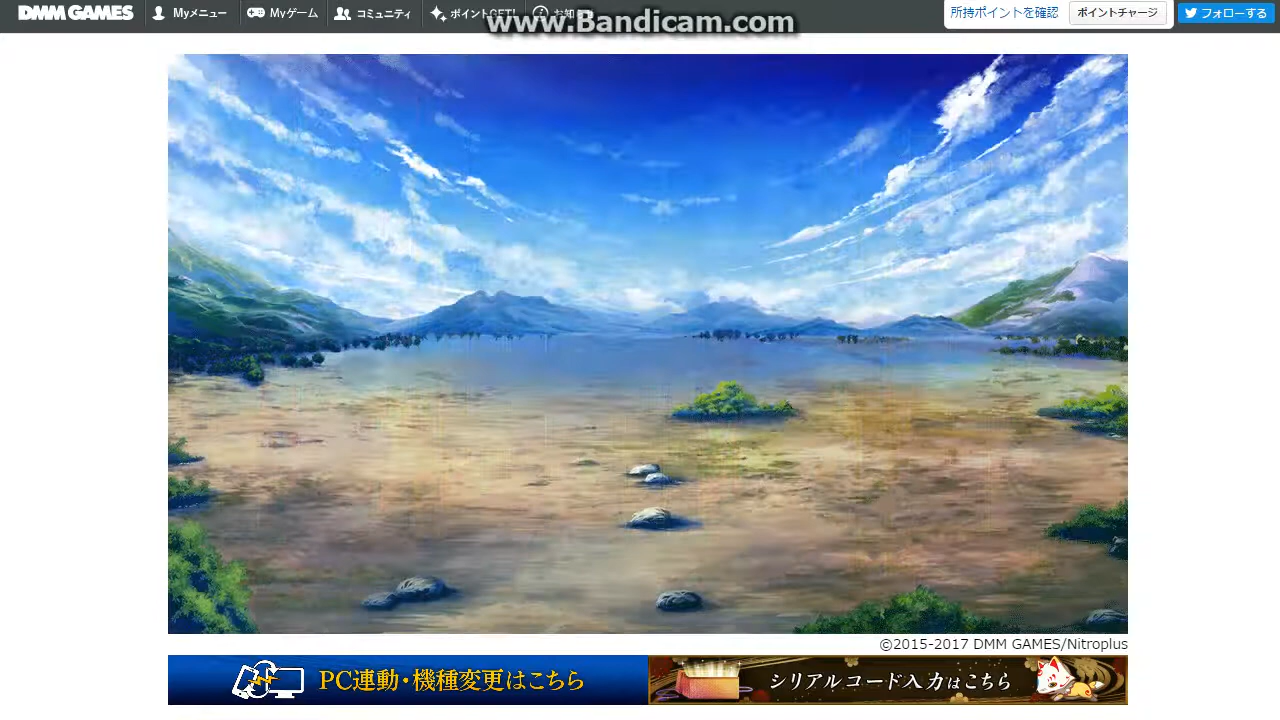 DMM GAMES Myメニュー Myゲーム コミュニティ ポイントGET! お知 所持ポイントを確認 ポイントチャージ フォローする
www.Bandicam.com
©2015-2017 DMM GAMES/Nitroplus
PC連動・機種変更はこちら シリアルコード入力はこちら